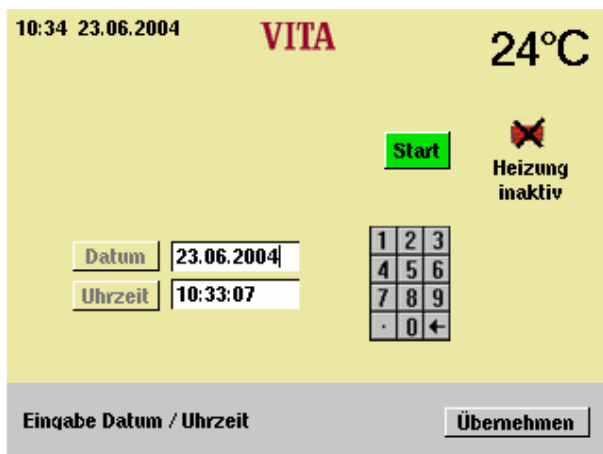 10:34 23.06.2004
VITA
24°C
Start
Heizung
inaktiv
Datum 23.06.2004
Uhrzeit 10:33:07
1 2 3
4 5 6
7 8 9
. 0 ←
Eingabe Datum / Uhrzeit
Übernehmen